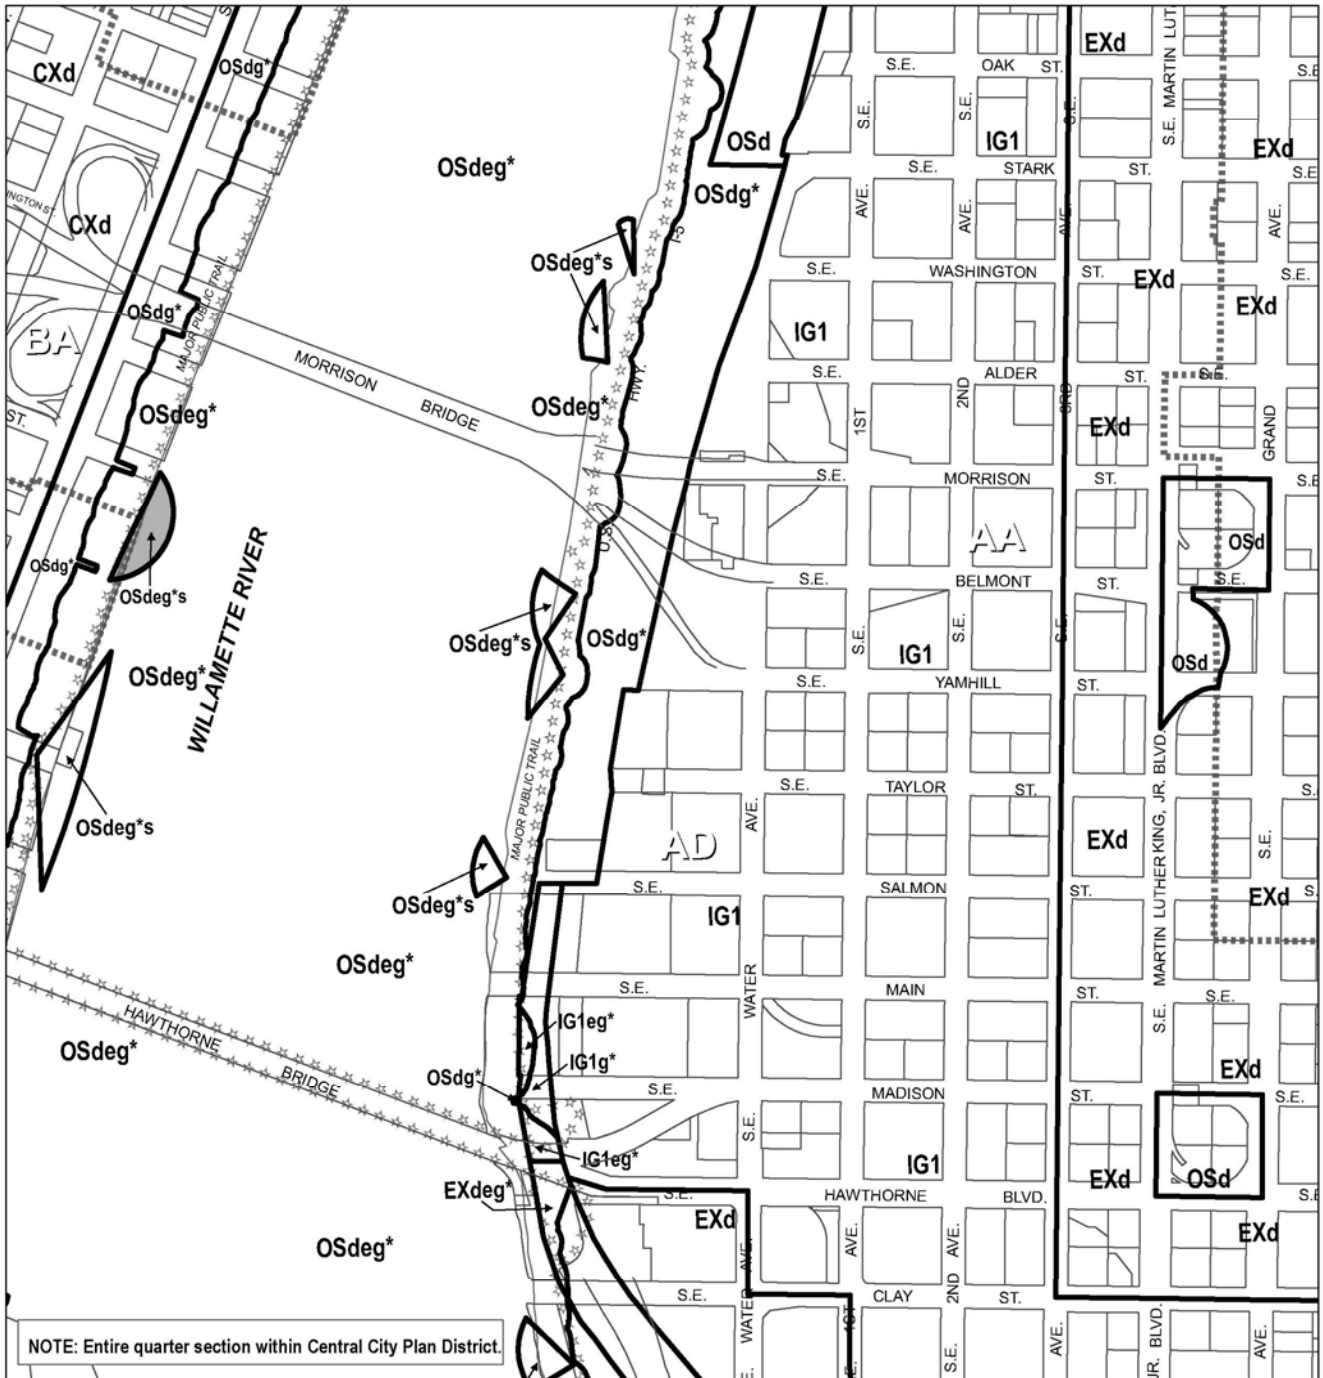 EXd
S.E. MARTIN LUT
CXd
OSdg*
S.E. OAK ST.
S.E.
S.E.
S.E.
OSd
IG1
EXd
OSdeg*
S.E. STARK ST.
OSdg*
INGTON ST.
CXd
AVE.
AVE.
AVE.
AVE.
I-5
OSdeg*s
S.E. WASHINGTON ST. S.E.
EXd
OSdg*
MAJOR PUBLIC TRAIL
EXd
IG1
BA
MORRISON BRIDGE
S.E. ALDER ST. S.E.
HWY.
2ND
3RD
ST.
OSdeg*
OSdeg*
1ST
EXd
GRAND
S.E. MORRISON ST.
U.S.
AA
OSd
WILLAMETTE RIVER
OSdg*
S.E. BELMONT ST. S.E.
OSdeg*s
OSdeg*s
OSdg*
S.E.
S.E.
S.E.
IG1
OSd
OSdeg*
S.E. YAMHILL ST.
MAJOR PUBLIC TRAIL
S.E. TAYLOR ST.
OSdeg*s
AVE.
MARTIN LUTHER KING, JR. BLVD.
AD
EXd
S.E.
S.E. SALMON ST.
OSdeg*s
EXd
IG1
OSdeg*
S.E. MAIN ST. S.E.
WATER
S.E.
HAWTHORNE BRIDGE
IG1eg*
OSdeg*
IG1g*
EXd
OSdg*
S.E. MADISON ST. S.E.
S.E.
IG1eg*
IG1
EXd
OSd
EXdeg*
S.E. HAWTHORNE BLVD.
EXd
EXd
OSdeg*
AVE.
AVE.
AVE.
S.E. CLAY ST.
WATER
1ST
2ND
NOTE: Entire quarter section within Central City Plan District.
S.E.
AVE.
JR. BLVD.
AVE.